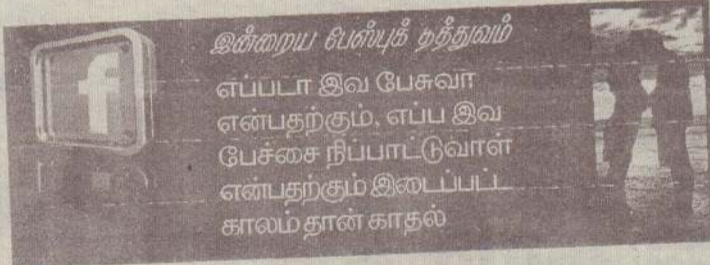 இன்றைய பேஸ்புக் தத்துவம்
f
எப்படா இவ பேசுவா
என்பதற்கும், எப்ப இவ
பேச்சை நிப்பாட்டுவாள்
என்பதற்கும் இடைப்பட்ட
காலம் தான் காதல்